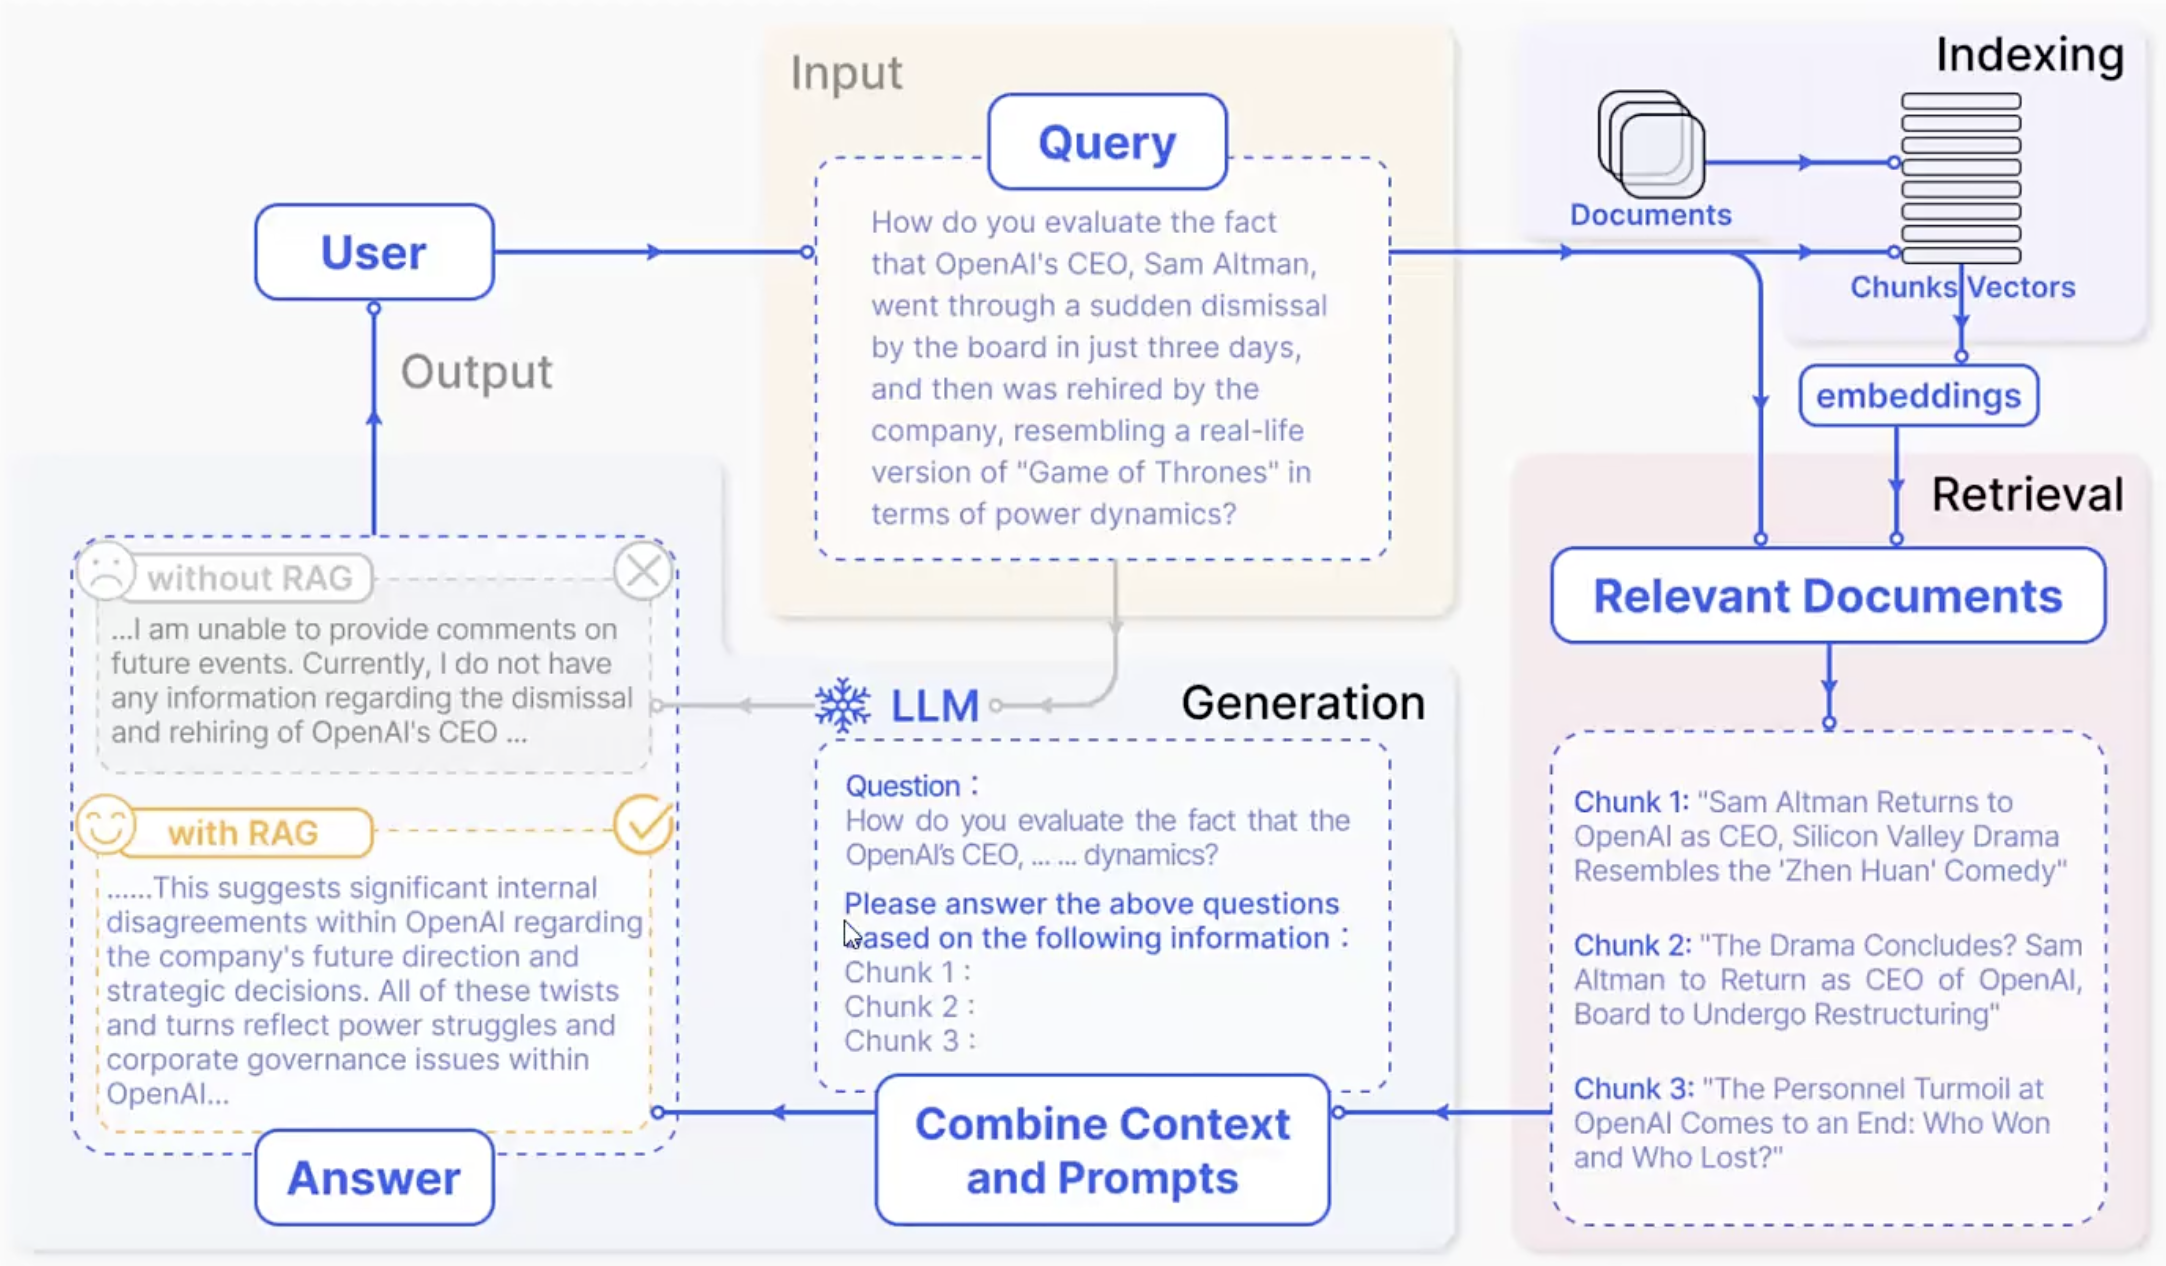 Input
Query
How do you evaluate the fact
that OpenAI's CEO, Sam Altman,
went through a sudden dismissal
by the board in just three days,
and then was rehired by the
company, resembling a real-life
version of "Game of Thrones" in
terms of power dynamics?
Indexing
Documents
Chunks Vectors
embeddings
User
Output
Retrieval
Relevant Documents
Chunk 1: "Sam Altman Returns to
OpenAI as CEO, Silicon Valley Drama
Resembles the 'Zhen Huan' Comedy"
Chunk 2: "The Drama Concludes? Sam
Altman to Return as CEO of OpenAI,
Board to Undergo Restructuring"
Chunk 3: "The Personnel Turmoil at
OpenAI Comes to an End: Who Won
and Who Lost?"
LLM
Generation
Question :
How do you evaluate the fact that the
OpenAI's CEO, ... ... dynamics?
Please answer the above questions
based on the following information :
Chunk 1 :
Chunk 2 :
Chunk 3 :
Combine Context
and Prompts
without RAG
...I am unable to provide comments on
future events. Currently, I do not have
any information regarding the dismissal
and rehiring of OpenAI's CEO ...
with RAG
......This suggests significant internal
disagreements within OpenAI regarding
the company's future direction and
strategic decisions. All of these twists
and turns reflect power struggles and
corporate governance issues within
OpenAI...
Answer